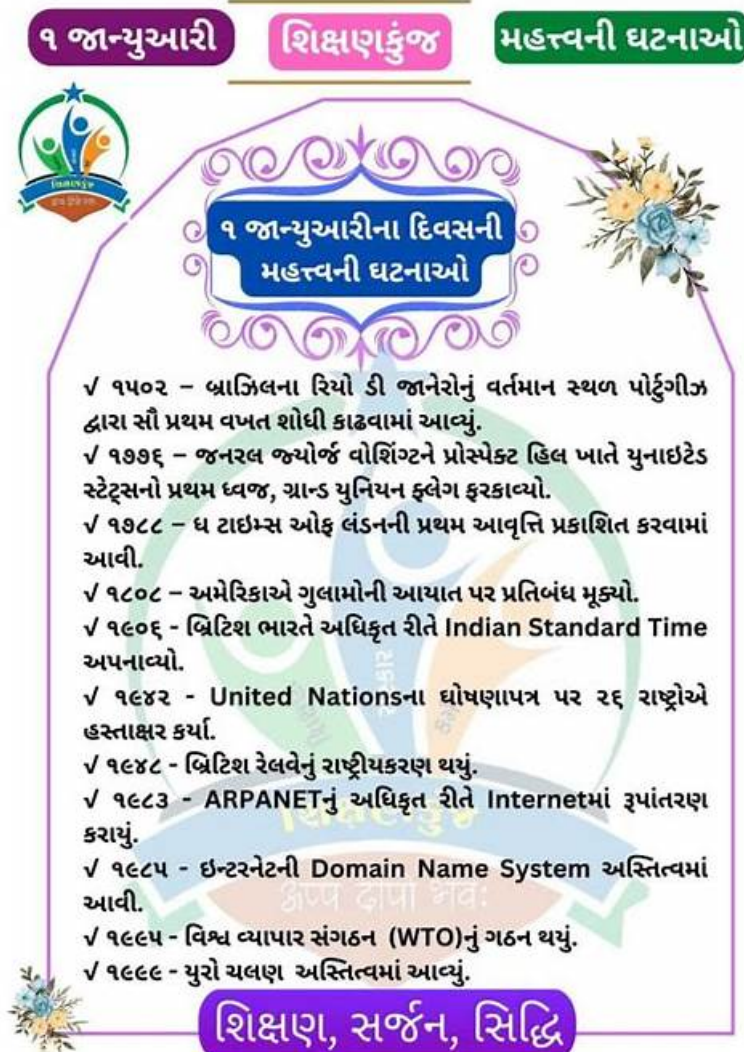 ૧ જાન્યુઆરી
શિક્ષણકુંજ
મહત્ત્વની ઘટનાઓ
શિક્ષણકુંજ
૧ જાન્યુઆરીના દિવસની
મહત્ત્વની ઘટનાઓ
√ ૧૫૦૨ – બ્રાઝિલના રિયો ડી જાનેરોનું વર્તમાન સ્થળ પોર્ટુગીઝ
દ્વારા સૌ પ્રથમ વખત શોધી કાઢવામાં આવ્યું.
√ ૧૭૭૬ – જનરલ જ્યોર્જ વોશિંગ્ટને પ્રોસ્પેક્ટ હિલ ખાતે યુનાઇટેડ
સ્ટેટ્સનો પ્રથમ ધ્વજ, ગ્રાન્ડ યુનિયન ફ્લેગ ફરકાવ્યો.
√ ૧૭૮૮ – ધ ટાઇમ્સ ઓફ લંડનની પ્રથમ આવૃત્તિ પ્રકાશિત કરવામાં
આવી.
√ ૧૮૦૮ – અમેરિકાએ ગુલામોની આયાત પર પ્રતિબંધ મૂક્યો.
√ ૧૯૦૬ - બ્રિટિશ ભારતે અધિકૃત રીતે Indian Standard Time
અપનાવ્યો.
√ ૧૯૪૨ - United Nationsના ઘોષણાપત્ર પર ૨૬ રાષ્ટ્રોએ
હસ્તાક્ષર કર્યા.
√ ૧૯૪૮ - બ્રિટિશ રેલવેનું રાષ્ટ્રીયકરણ થયું.
√ ૧૯૮૩ - ARPANETનું અધિકૃત રીતે Internetમાં રૂપાંતરણ
કરાયું.
√ ૧૯૮૫ - ઇન્ટરનેટની Domain Name System અસ્તિત્વમાં
આવી.
√ ૧૯૯૫ - વિશ્વ વ્યાપાર સંગઠન (WTO)નું ગઠન થયું.
√ ૧૯૯૯ - યુરો ચલણ અસ્તિત્વમાં આવ્યું.
શિક્ષણકુંજ
अप्प दीपो भवः
શિક્ષણ, સર્જન, સિદ્ધિ